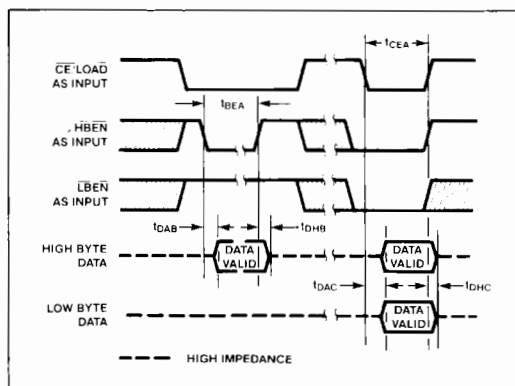 CE/LOAD
AS INPUT
tCEA
tBEA
HBEN
AS INPUT
LBEN
AS INPUT
tDAB
tDHB
HIGH BYTE
DATA
DATA
VALID
DATA
VALID
tDAC
tDHC
LOW BYTE
DATA
DATA
VALID
HIGH IMPEDANCE